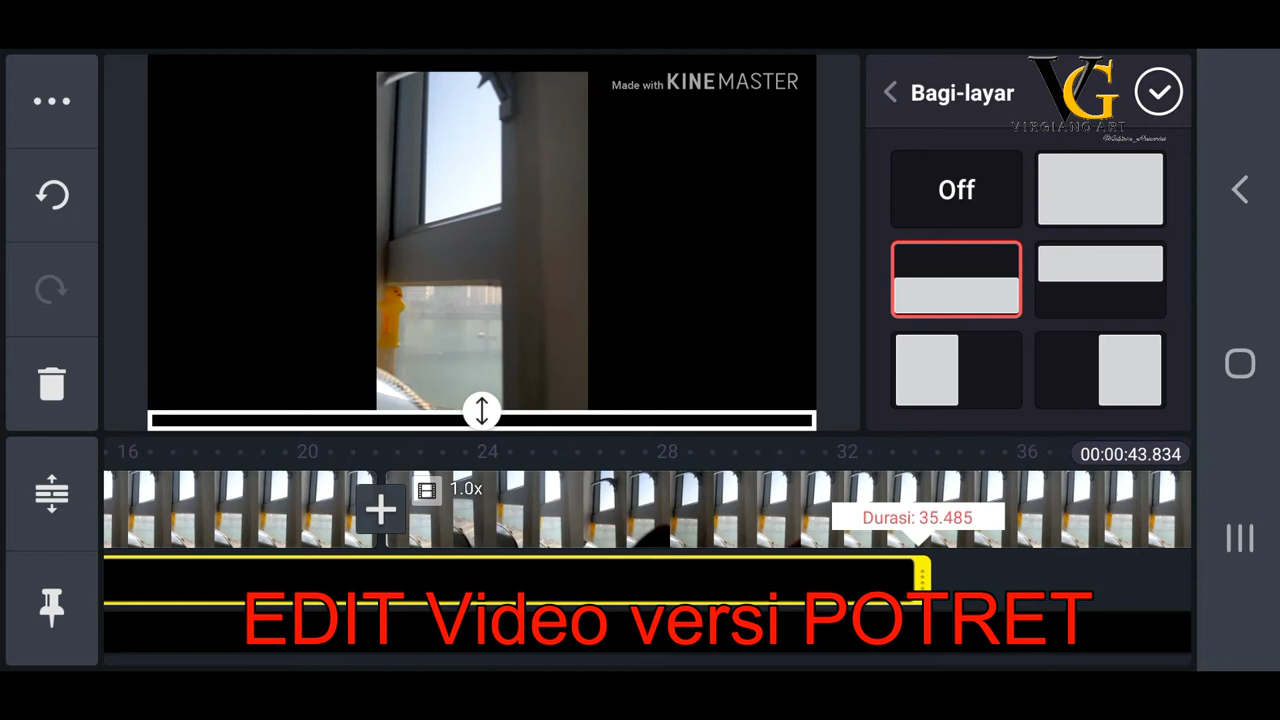 Made with KINEMASTER
Bagi-layar
VG
VIRGIANO ART
Off
16 20 24 28 32 36 00:00:43.834
1.0x
Durasi: 35.485
EDIT Video versi POTRET